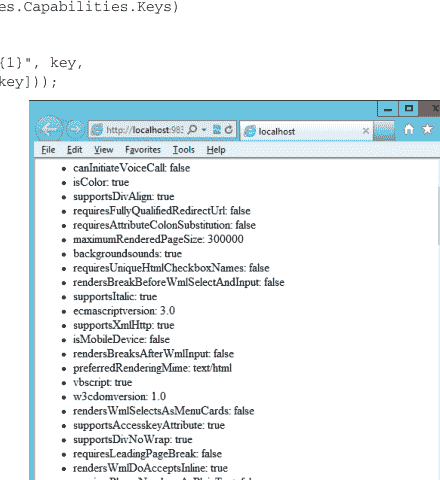 es.Capabilities.Keys)
{1}", key,
key]));
http://localhost:983
localhost
File Edit View Favorites Tools Help
• canInitiateVoiceCall: false
• isColor: true
• supportsDivAlign: true
• requiresFullyQualifiedRedirectUrl: false
• requiresAttributeColonSubstitution: false
• maximumRenderedPageSize: 300000
• backgroundsounds: true
• requiresUniqueHtmlCheckboxNames: false
• rendersBreakBeforeWmlSelectAndInput: false
• supportsItalic: true
• ecmascriptversion: 3.0
• supportsXmlHttp: true
• isMobileDevice: false
• rendersBreaksAfterWmlInput: false
• preferredRenderingMime: text/html
• vbscript: true
• w3cdomversion: 1.0
• rendersWmlSelectsAsMenuCards: false
• supportsAccesskeyAttribute: true
• supportsDivNoWrap: true
• requiresLeadingPageBreak: false
• rendersWmlDoAcceptsInline: true